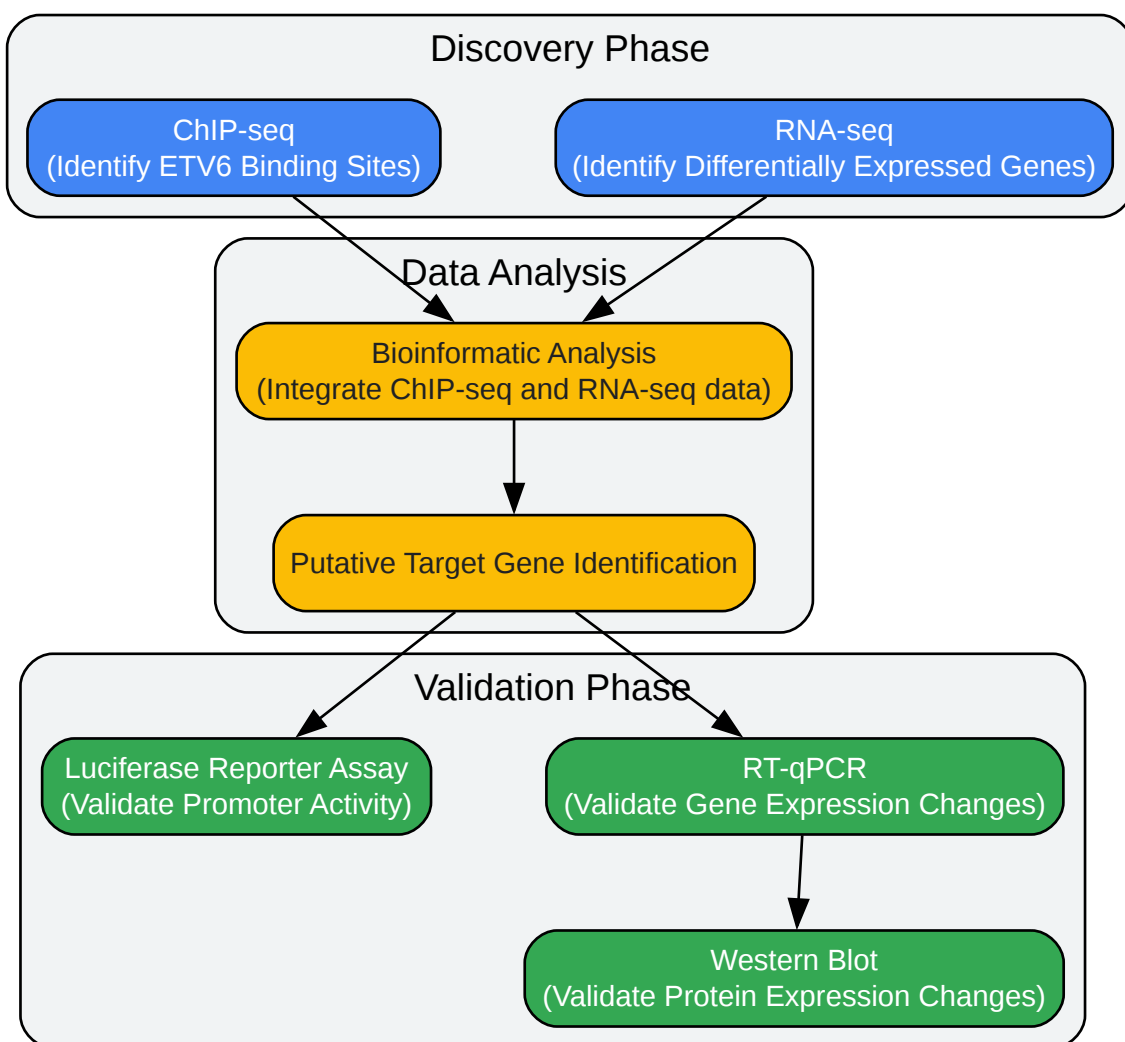 Discovery Phase
ChIP-seq
(Identify ETV6 Binding Sites)
RNA-seq
(Identify Differentially Expressed Genes)
Data Analysis
Bioinformatic Analysis
(Integrate ChIP-seq and RNA-seq data)
Putative Target Gene Identification
Validation Phase
Luciferase Reporter Assay
(Validate Promoter Activity)
RT-qPCR
(Validate Gene Expression Changes)
Western Blot
(Validate Protein Expression Changes)